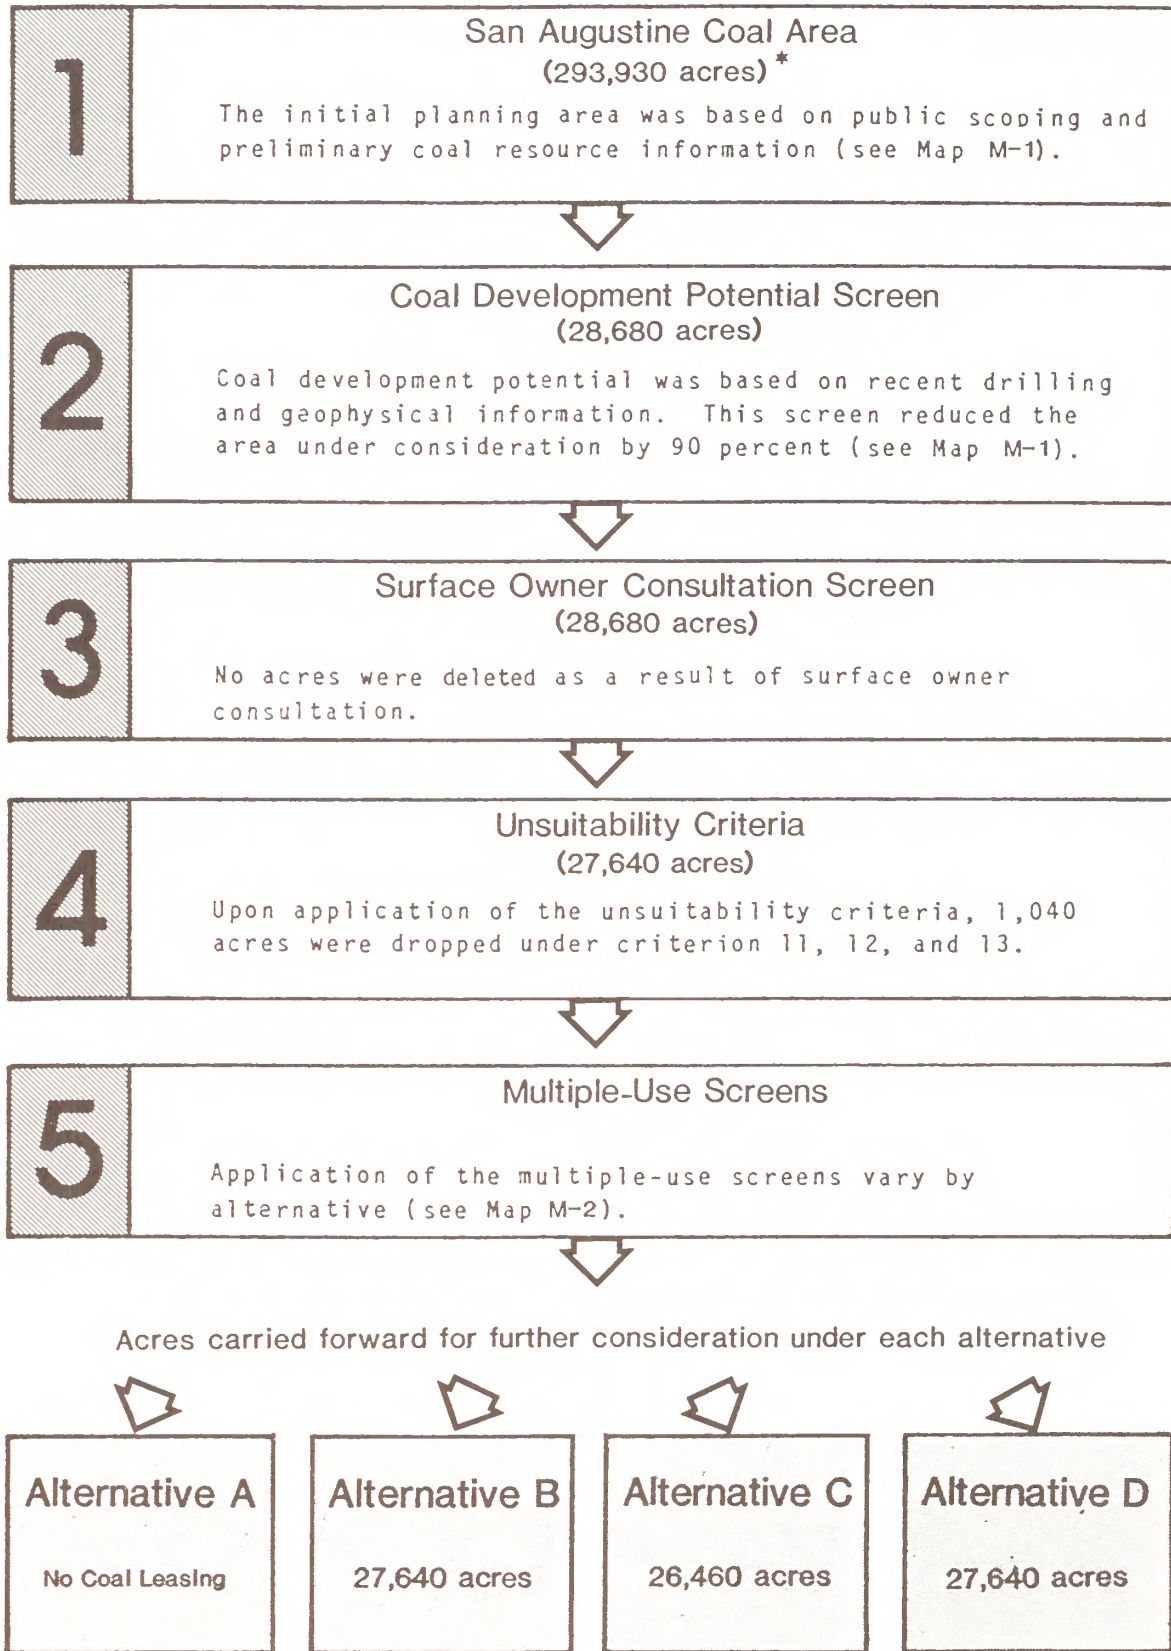 1
San Augustine Coal Area
(293,930 acres)*
The initial planning area was based on public scoping and
preliminary coal resource information (see Map M-1).
2
Coal Development Potential Screen
(28,680 acres)
Coal development potential was based on recent drilling
and geophysical information. This screen reduced the
area under consideration by 90 percent (see Map M-1).
3
Surface Owner Consultation Screen
(28,680 acres)
No acres were deleted as a result of surface owner
consultation.
4
Unsuitability Criteria
(27,640 acres)
Upon application of the unsuitability criteria, 1,040
acres were dropped under criterion 11, 12, and 13.
5
Multiple-Use Screens
Application of the multiple-use screens vary by
alternative (see Map M-2).
Acres carried forward for further consideration under each alternative
Alternative A
No Coal Leasing
Alternative B
27,640 acres
Alternative C
26,460 acres
Alternative D
27,640 acres